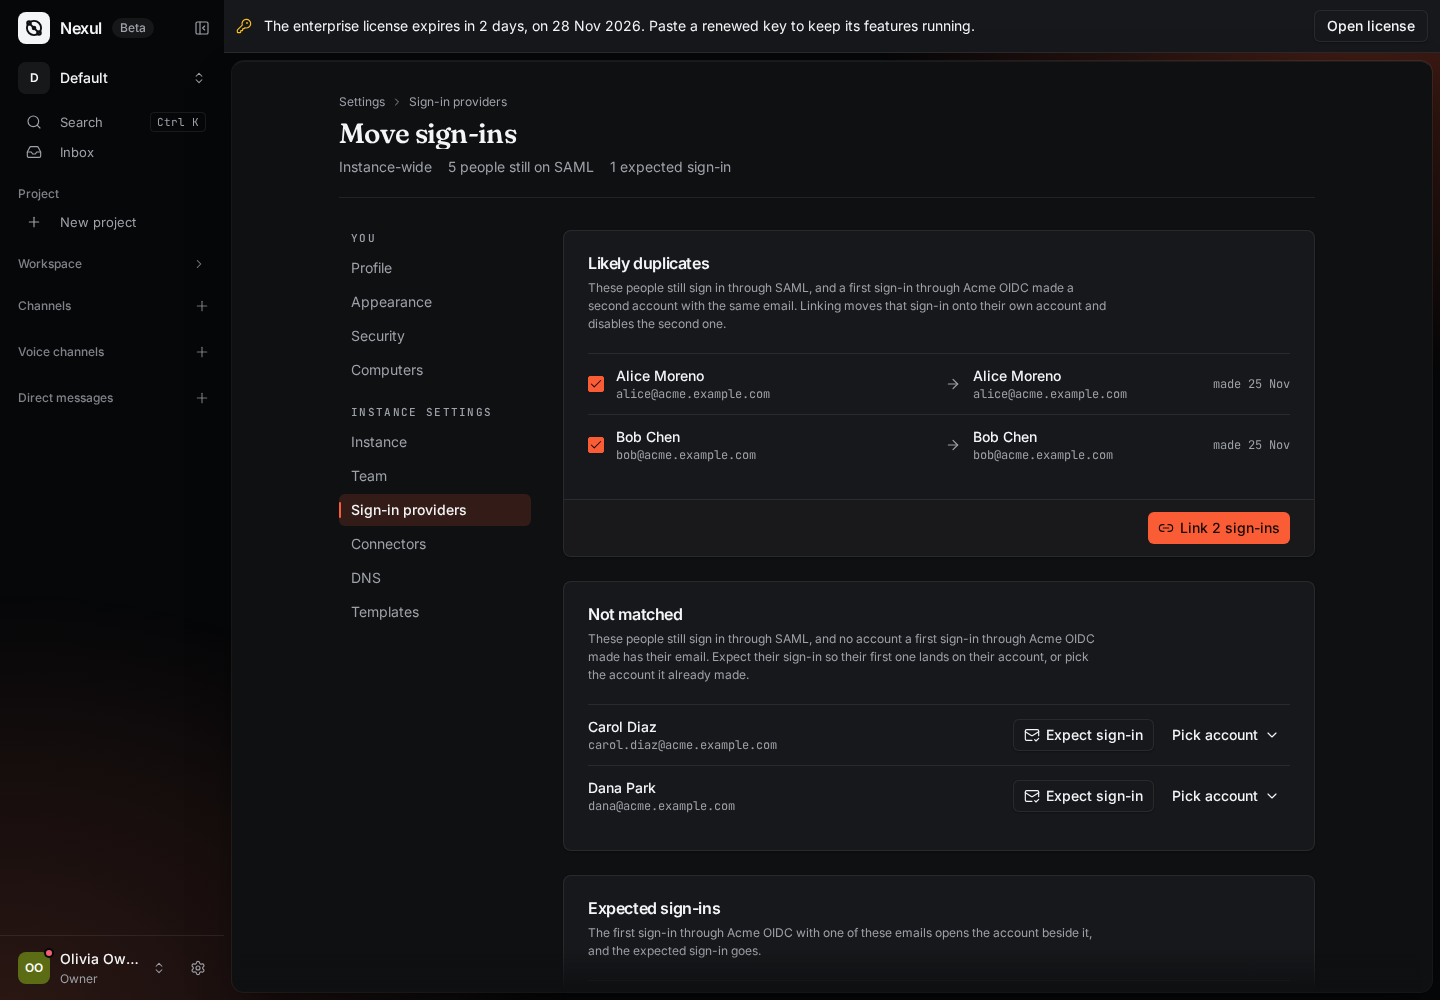 Nexul Beta
The enterprise license expires in 2 days, on 28 Nov 2026. Paste a renewed key to keep its features running.
Open license
D Default
Search Ctrl K
Inbox
Project
New project
Workspace
Channels
Voice channels
Direct messages
OO Olivia Ow...
Owner
Settings > Sign-in providers
Move sign-ins
Instance-wide 5 people still on SAML 1 expected sign-in
YOU
Profile
Appearance
Security
Computers
INSTANCE SETTINGS
Instance
Team
Sign-in providers
Connectors
DNS
Templates
Likely duplicates
These people still sign in through SAML, and a first sign-in through Acme OIDC made a
second account with the same email. Linking moves that sign-in onto their own account and
disables the second one.
Alice Moreno → Alice Moreno made 25 Nov
alice@acme.example.com alice@acme.example.com
Bob Chen → Bob Chen made 25 Nov
bob@acme.example.com bob@acme.example.com
Link 2 sign-ins
Not matched
These people still sign in through SAML, and no account a first sign-in through Acme OIDC
made has their email. Expect their sign-in so their first one lands on their account, or pick
the account it already made.
Carol Diaz
carol.diaz@acme.example.com
Expect sign-in Pick account
Dana Park
dana@acme.example.com
Expect sign-in Pick account
Expected sign-ins
The first sign-in through Acme OIDC with one of these emails opens the account beside it,
and the expected sign-in goes.